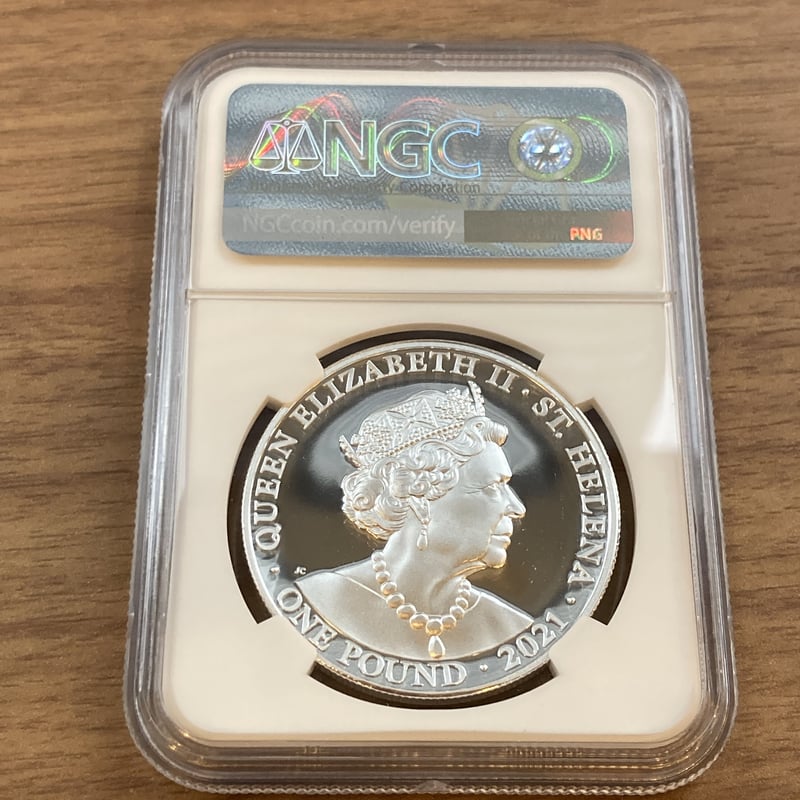 NGC
Numismatic Guaranty Corporation
NGCcoin.com/verify
PNG
· QUEEN ELIZABETH II · ST. HELENA ·
JC
ONE POUND · 2021